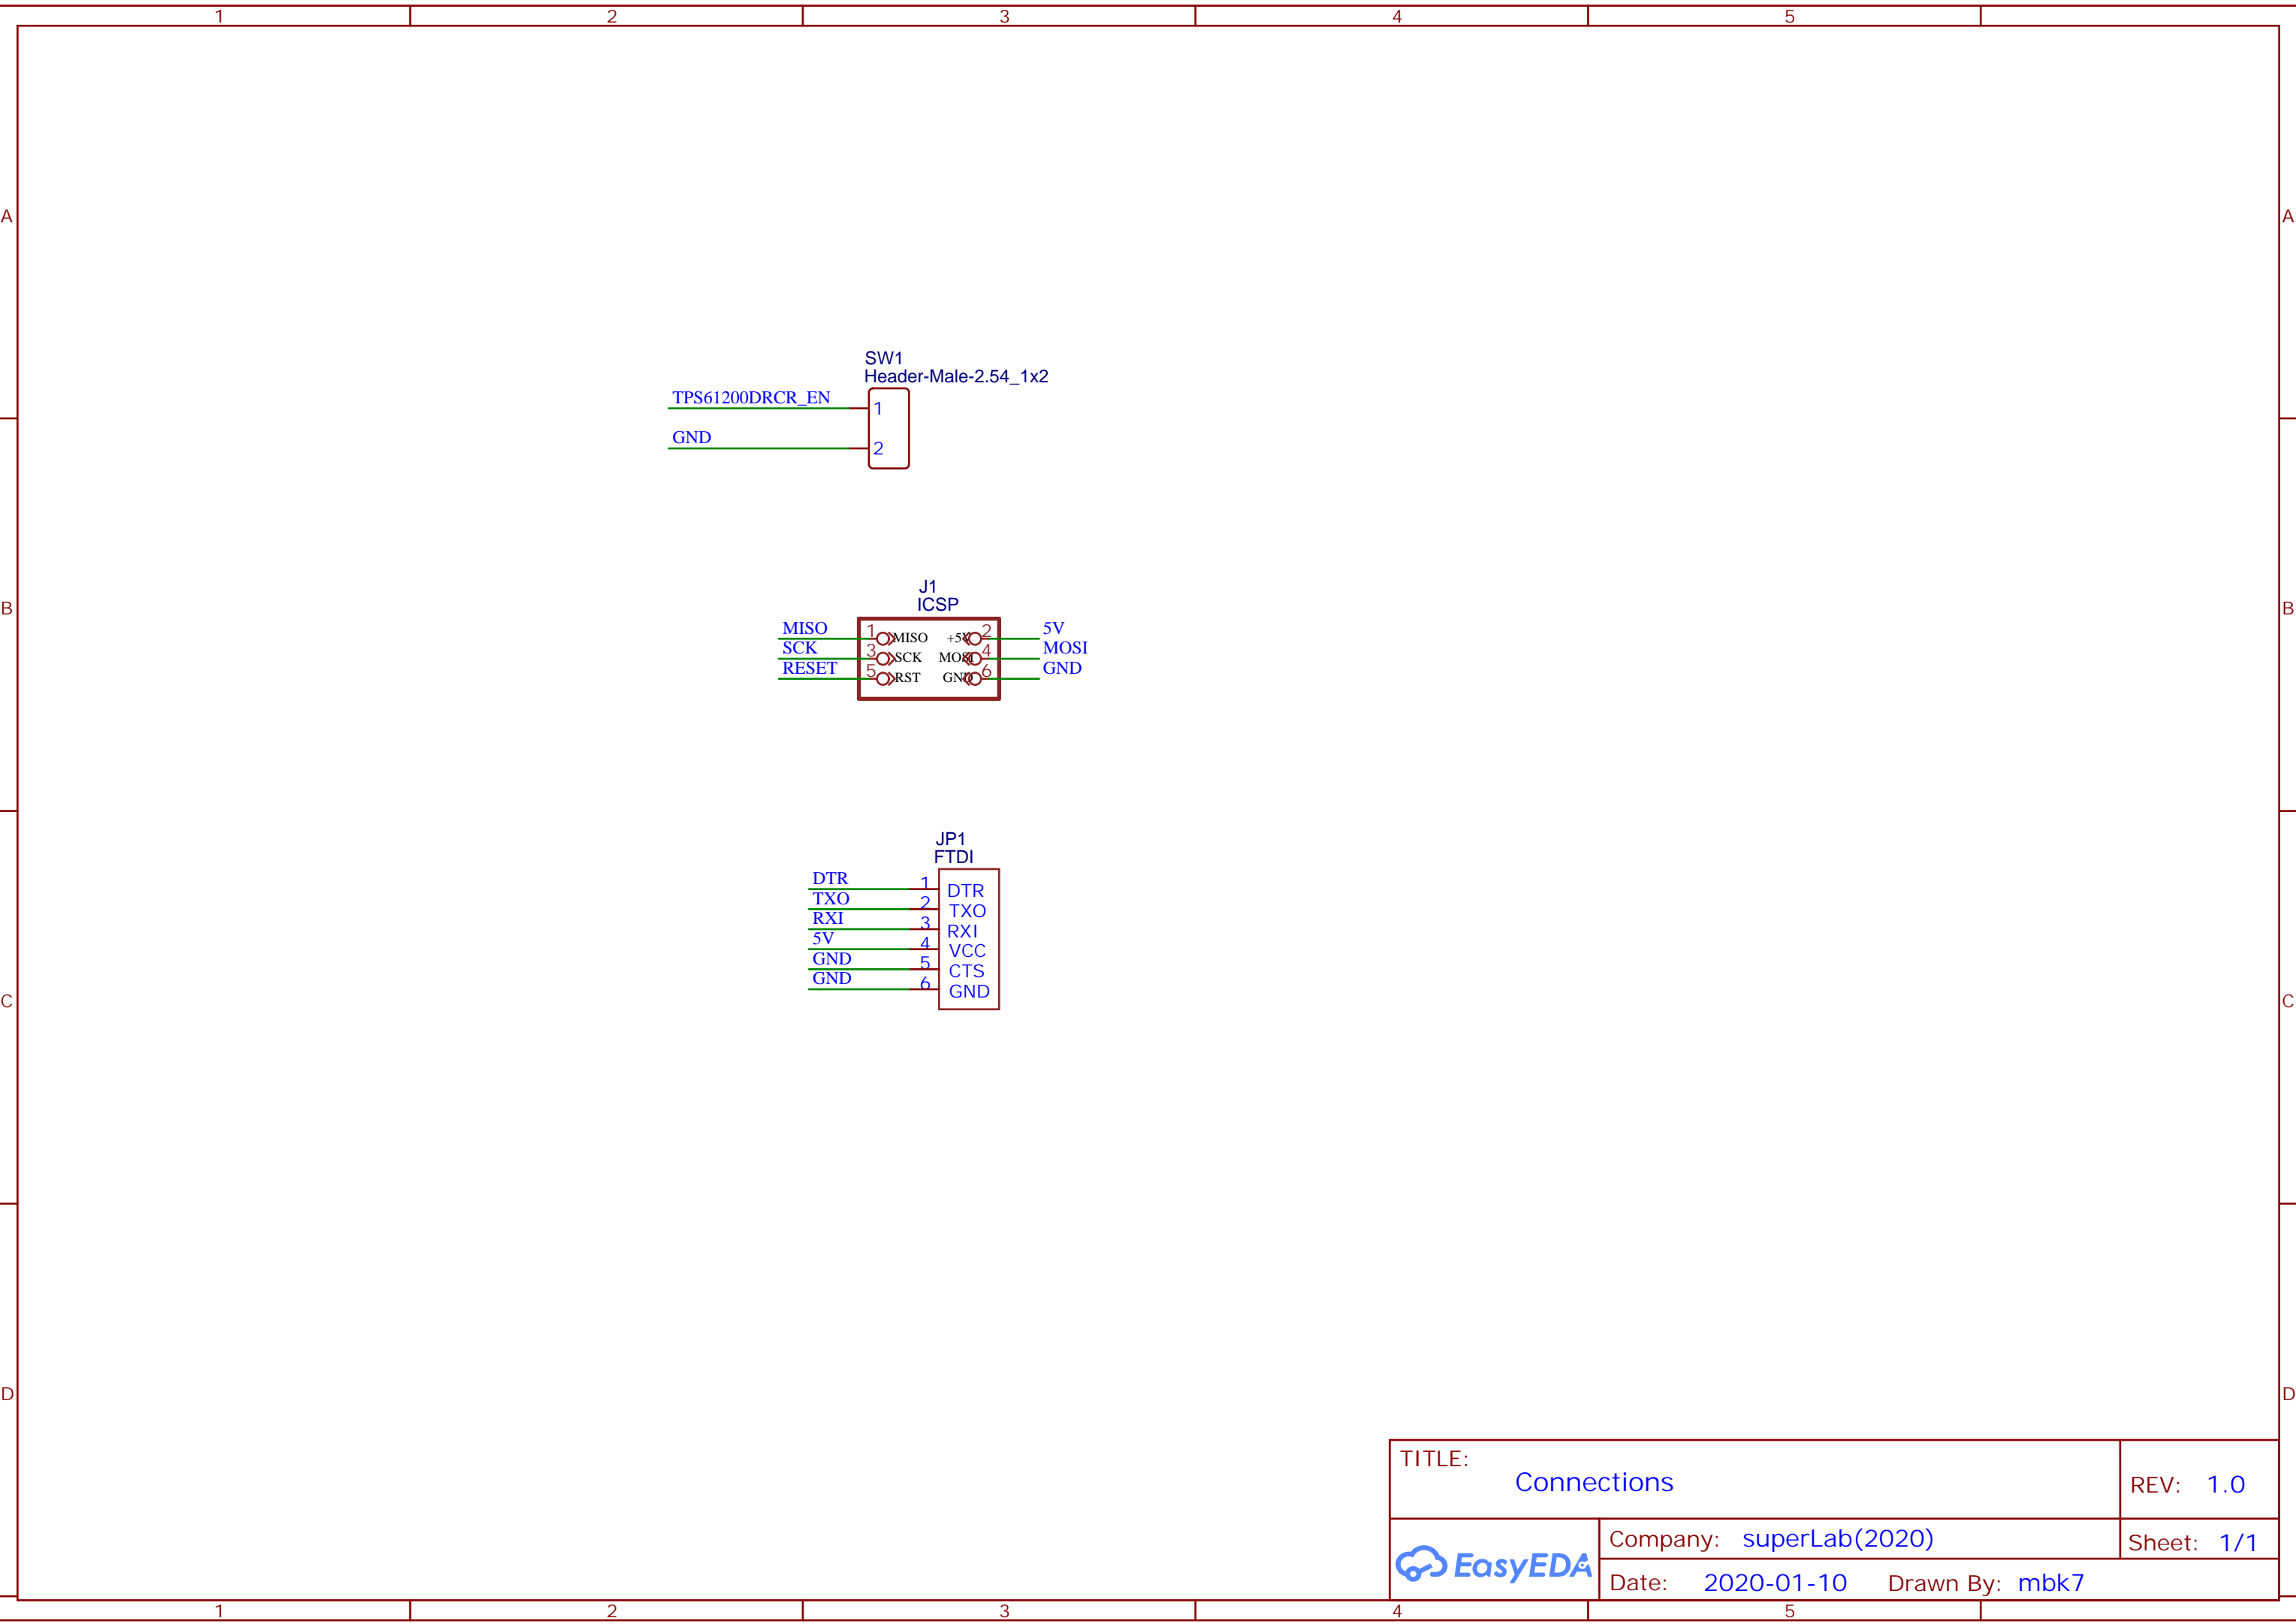 1 2 3 4 5
A A
SW1
Header-Male-2.54_1x2
TPS61200DRCR_EN 1
GND 2
B B
J1
ICSP
MISO 1 MISO +5V 2 5V
SCK 3 SCK MOSI 4 MOSI
RESET 5 RST GND 6 GND
JP1
FTDI
DTR 1 DTR
TXO 2 TXO
RXI 3 RXI
5V 4 VCC
GND 5 CTS
GND 6 GND
C C
D D
TITLE:
Connections
REV: 1.0
EasyEDA
Company: superLab(2020)
Sheet: 1/1
Date: 2020-01-10 Drawn By: mbk7
1 2 3 4 5